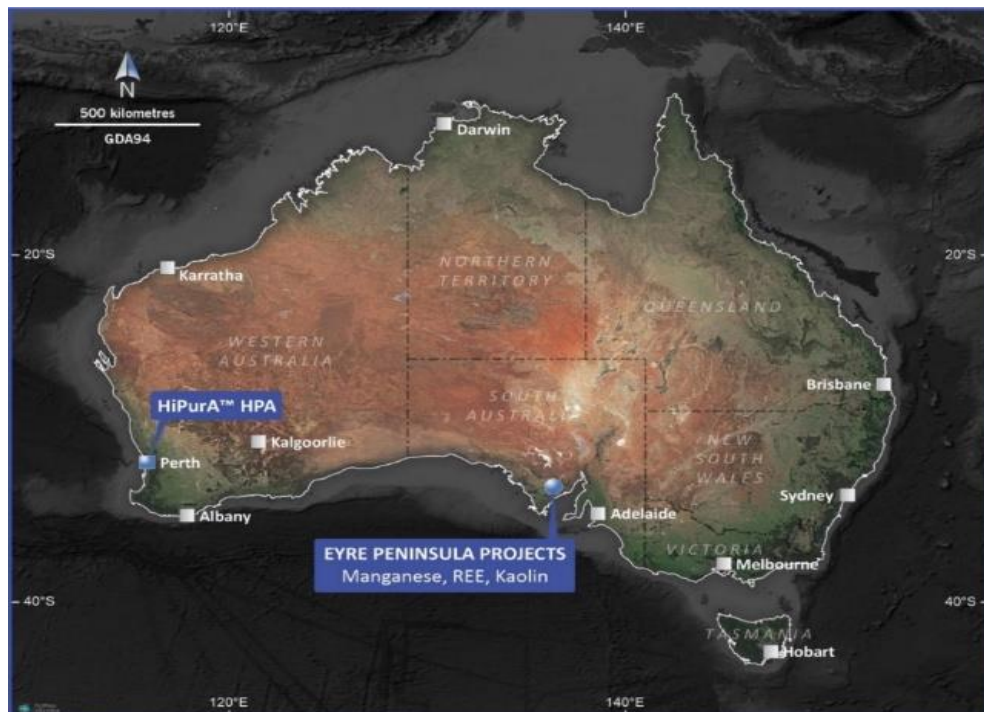 120°E
140°E
N
500 kilometres
GDA94
Darwin
20°S
20°S
Karratha
NORTHERN
TERRITORY
QUEENSLAND
WESTERN
AUSTRALIA
Brisbane
HiPurA™ HPA
SOUTH
AUSTRALIA
Kalgoorlie
NEW
SOUTH
WALES
Perth
Sydney
Albany
Adelaide
EYRE PENINSULA PROJECTS
Manganese, REE, Kaolin
VICTORIA
Melbourne
40°S
40°S
TASMANIA
Hobart
120°E
140°E